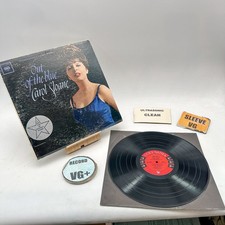 Out
of the blue
Carol Sloane
ULTRASONIC
CLEAN
SLEEVE
VG
RECORD
VG+